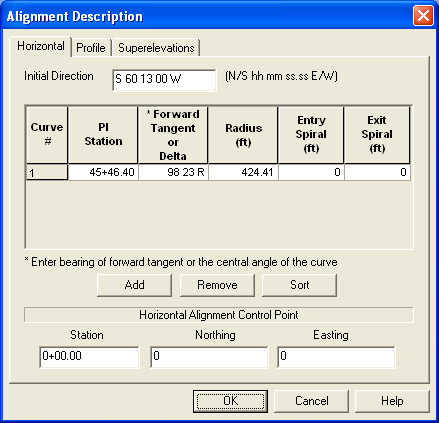 Alignment Description
Horizontal Profile Superelevations
Initial Direction S 60 13 00 W (N/S hh mm ss.ss E/W)
Curve # PI Station * Forward Tangent or Delta Radius (ft) Entry Spiral (ft) Exit Spiral (ft)
1 45+46.40 98 23 R 424.41 0 0
* Enter bearing of forward tangent or the central angle of the curve
Add Remove Sort
Horizontal Alignment Control Point
Station Northing Easting
0+00.00 0 0
OK Cancel Help